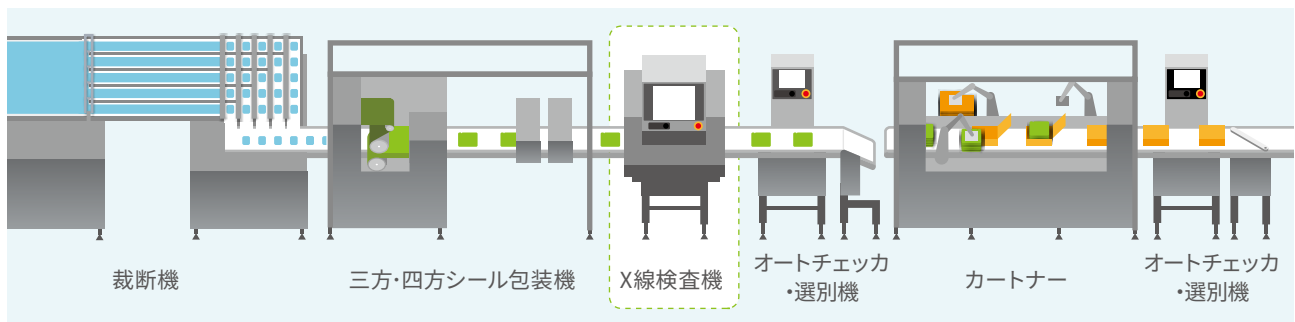 裁断機
三方・四方シール包装機
X線検査機
オートチェッカ
・選別機
カートナー
オートチェッカ
・選別機